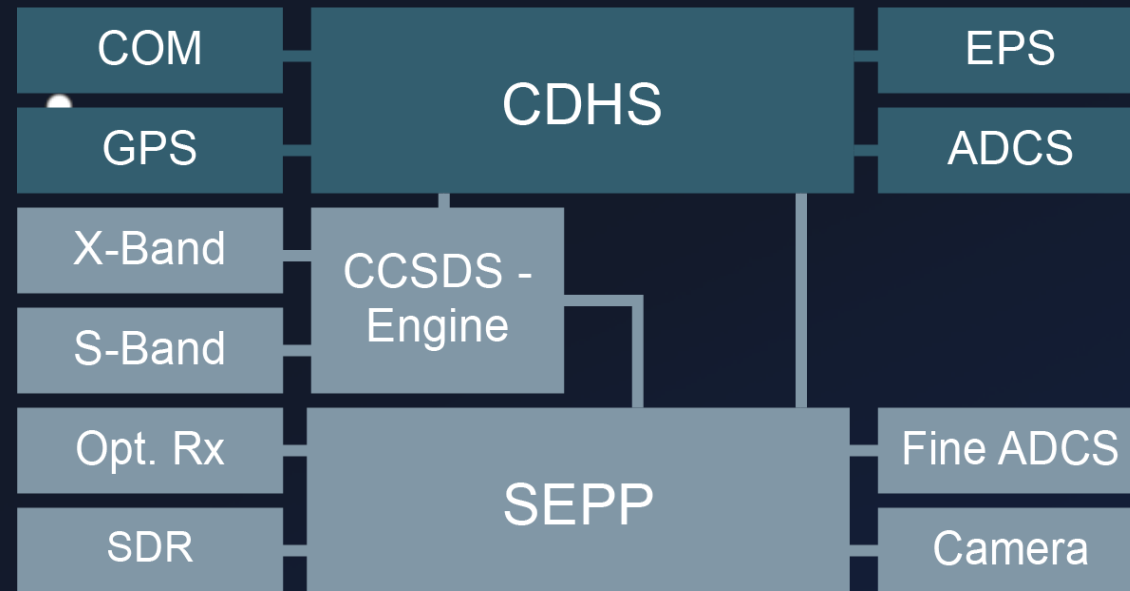 COM
CDHS
EPS
GPS
ADCS
X-Band
CCSDS -
Engine
S-Band
Opt. Rx
SEPP
Fine ADCS
SDR
Camera